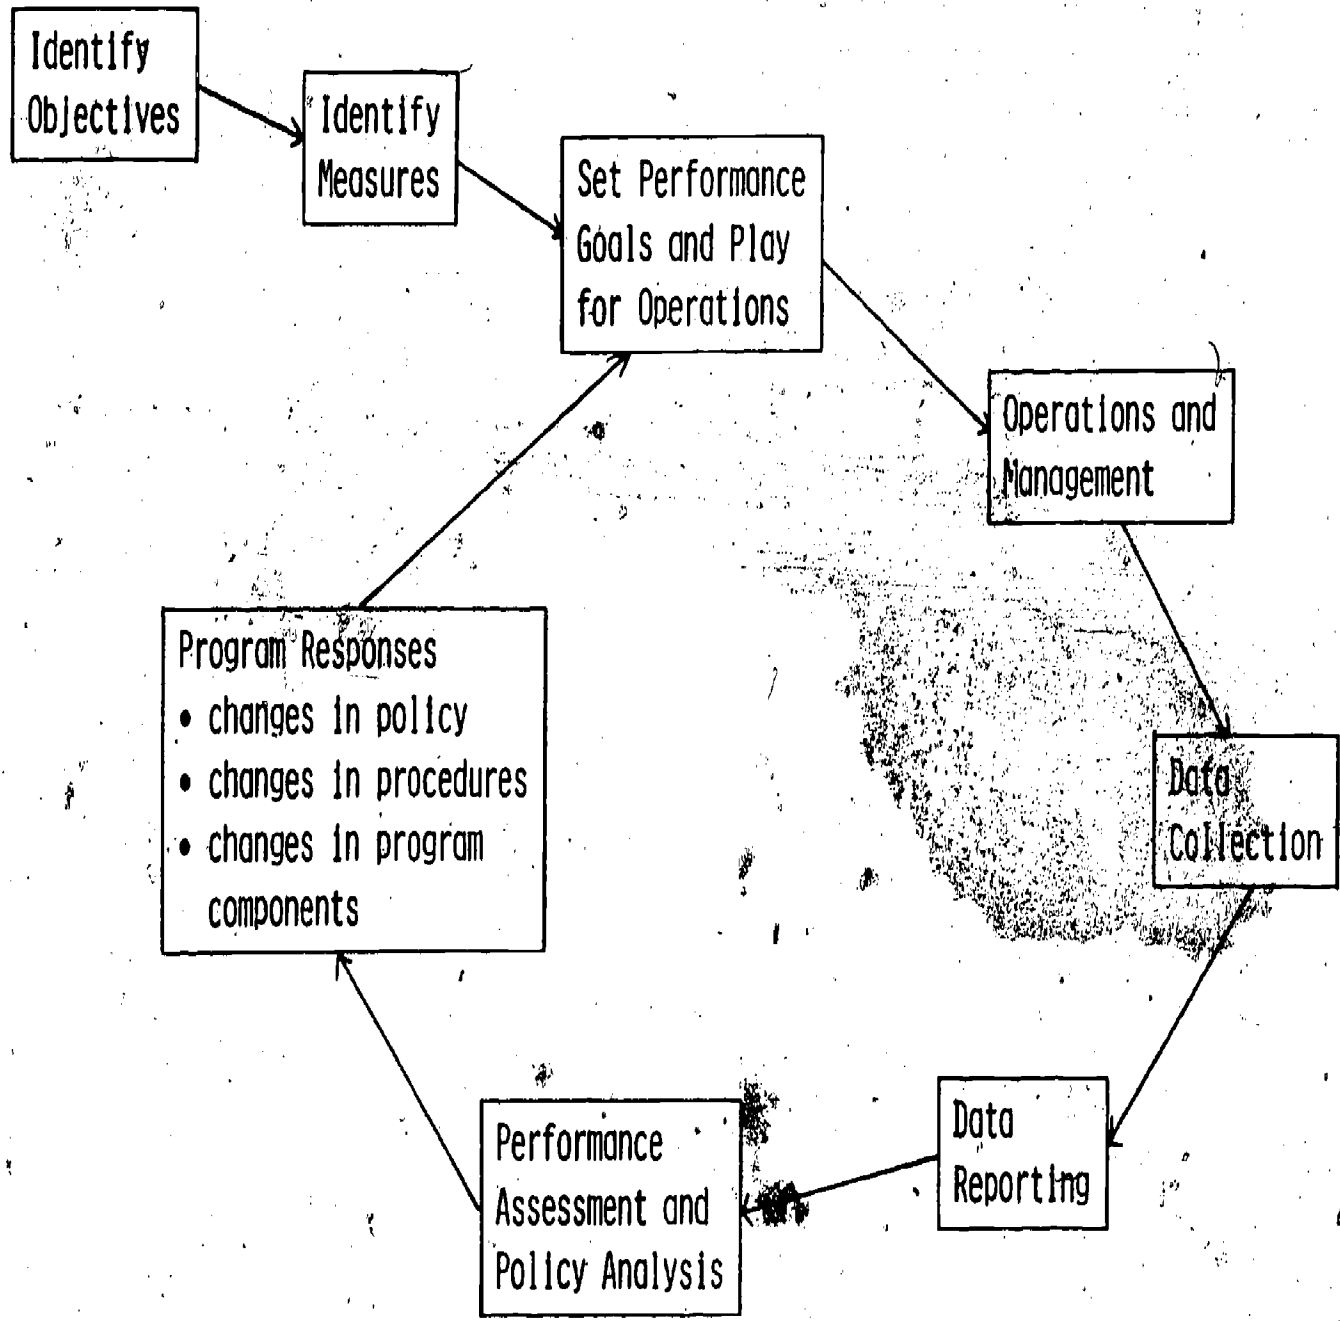 Identify
Objectives
Identify
Measures
Set Performance
Goals and Play
for Operations
Operations and
Management
Data
Collection
Data
Reporting
Performance
Assessment and
Policy Analysis
Program Responses
• changes in policy
• changes in procedures
• changes in program
components